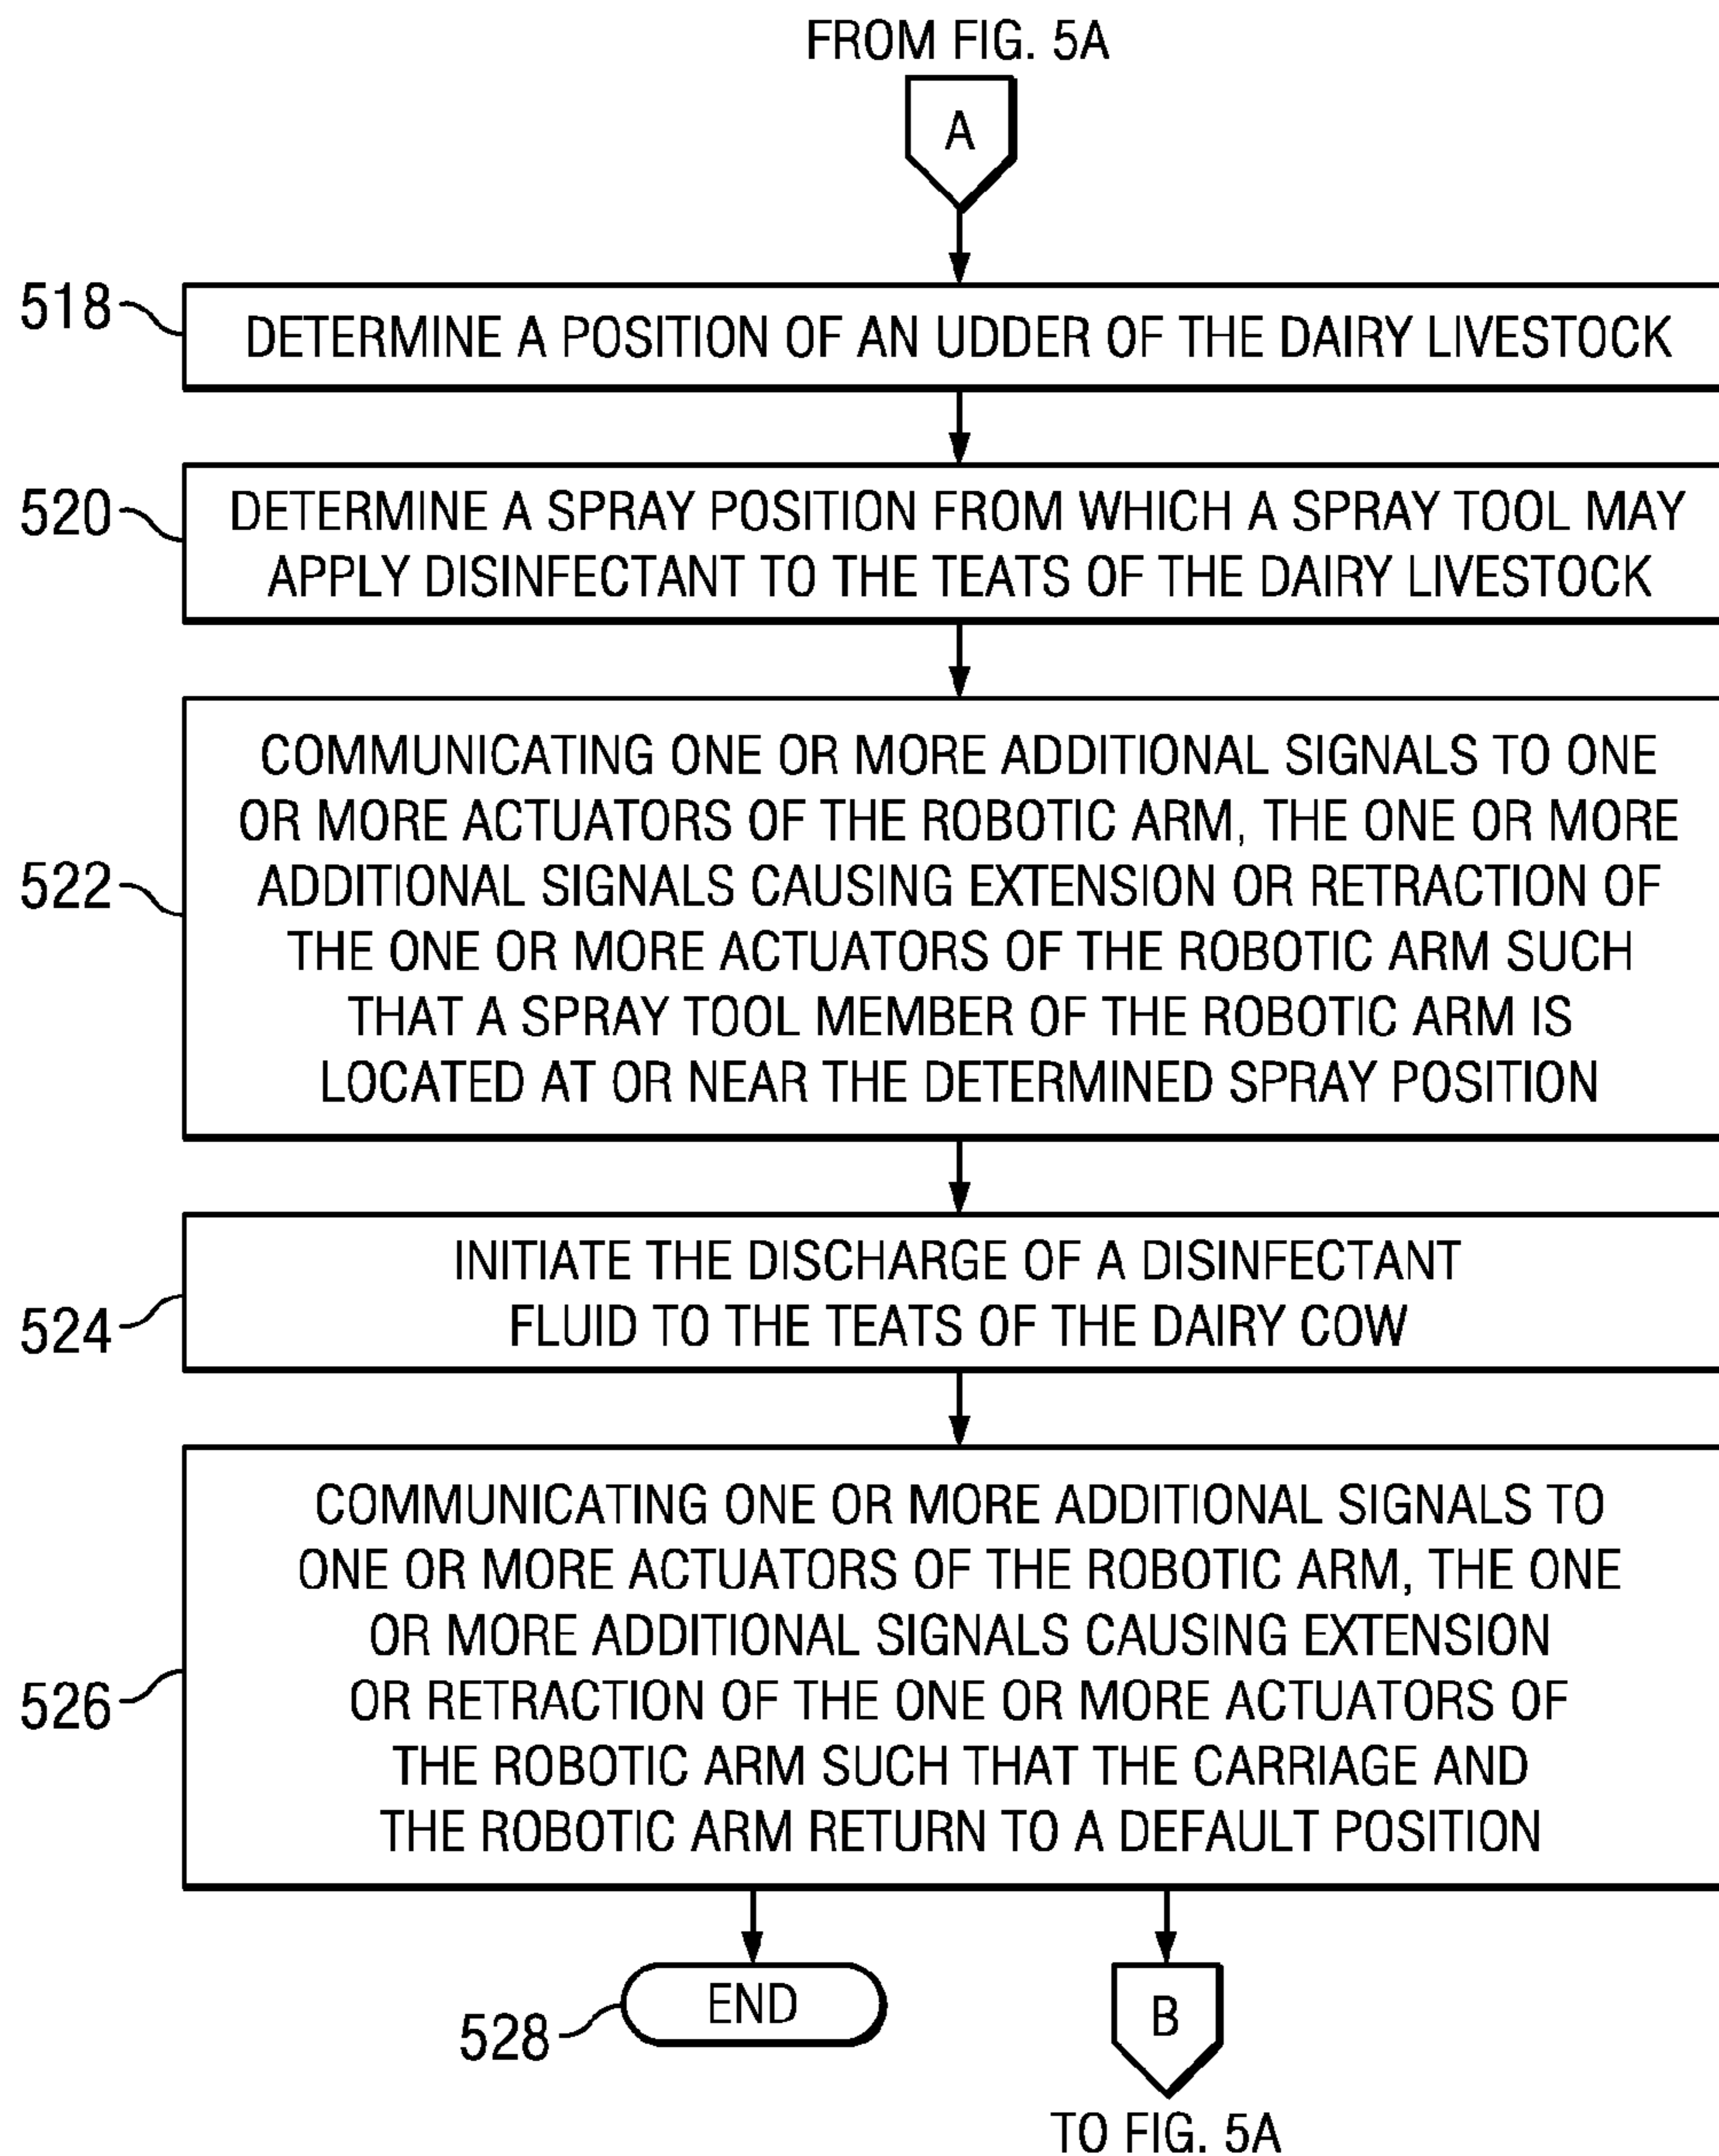 FROM FIG. 5A
A
518
DETERMINE A POSITION OF AN UDDER OF THE DAIRY LIVESTOCK
520
DETERMINE A SPRAY POSITION FROM WHICH A SPRAY TOOL MAY
APPLY DISINFECTANT TO THE TEATS OF THE DAIRY LIVESTOCK
522
COMMUNICATING ONE OR MORE ADDITIONAL SIGNALS TO ONE
OR MORE ACTUATORS OF THE ROBOTIC ARM, THE ONE OR MORE
ADDITIONAL SIGNALS CAUSING EXTENSION OR RETRACTION OF
THE ONE OR MORE ACTUATORS OF THE ROBOTIC ARM SUCH
THAT A SPRAY TOOL MEMBER OF THE ROBOTIC ARM IS
LOCATED AT OR NEAR THE DETERMINED SPRAY POSITION
524
INITIATE THE DISCHARGE OF A DISINFECTANT
FLUID TO THE TEATS OF THE DAIRY COW
526
COMMUNICATING ONE OR MORE ADDITIONAL SIGNALS TO
ONE OR MORE ACTUATORS OF THE ROBOTIC ARM, THE ONE
OR MORE ADDITIONAL SIGNALS CAUSING EXTENSION
OR RETRACTION OF THE ONE OR MORE ACTUATORS OF
THE ROBOTIC ARM SUCH THAT THE CARRIAGE AND
THE ROBOTIC ARM RETURN TO A DEFAULT POSITION
528
END
B
TO FIG. 5A